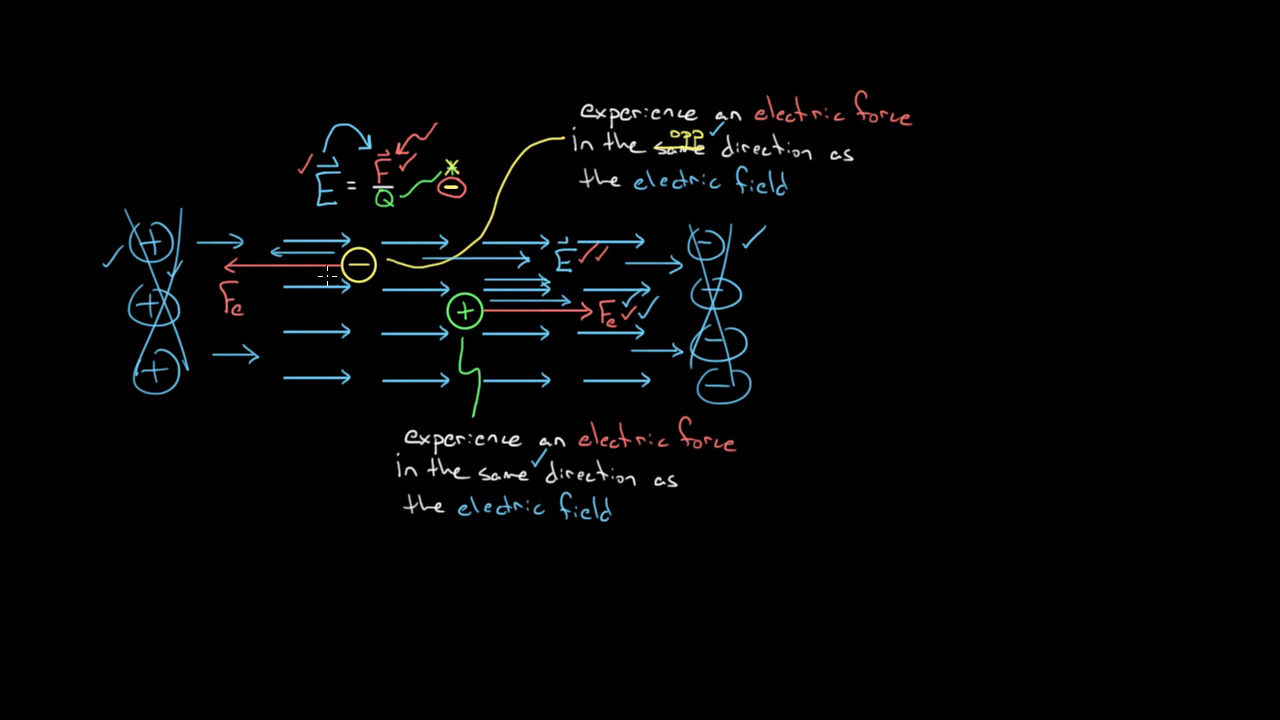 experience an electric force
in the same opp direction as
the electric field
E = F
Q
-
+ - -
E
+ + +
Fe Fe
+ - -
experience an electric force
in the same direction as
the electric field